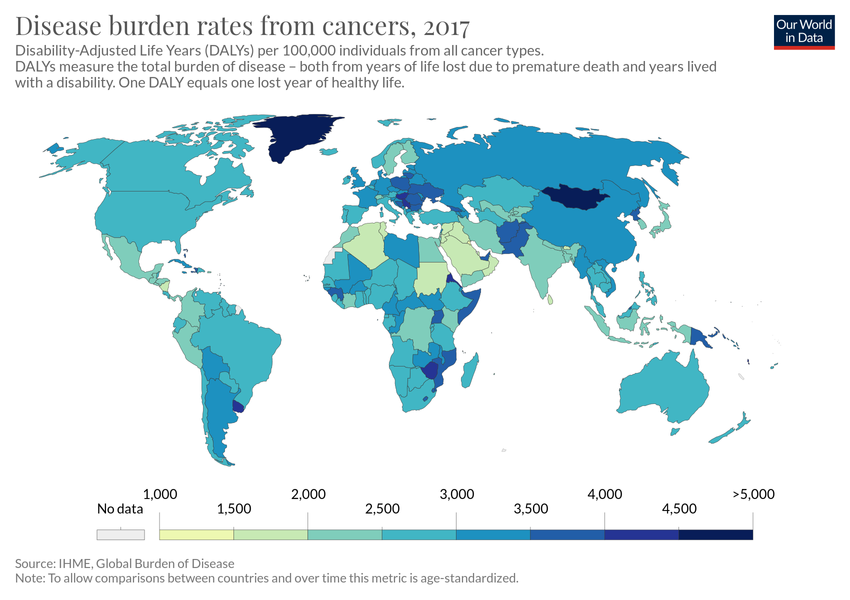 Disease burden rates from cancers, 2017
Our World
in Data
Disability-Adjusted Life Years (DALYs) per 100,000 individuals from all cancer types.
DALYs measure the total burden of disease – both from years of life lost due to premature death and years lived
with a disability. One DALY equals one lost year of healthy life.
1,000 2,000 3,000 4,000 >5,000
No data 1,500 2,500 3,500 4,500
Source: IHME, Global Burden of Disease
Note: To allow comparisons between countries and over time this metric is age-standardized.